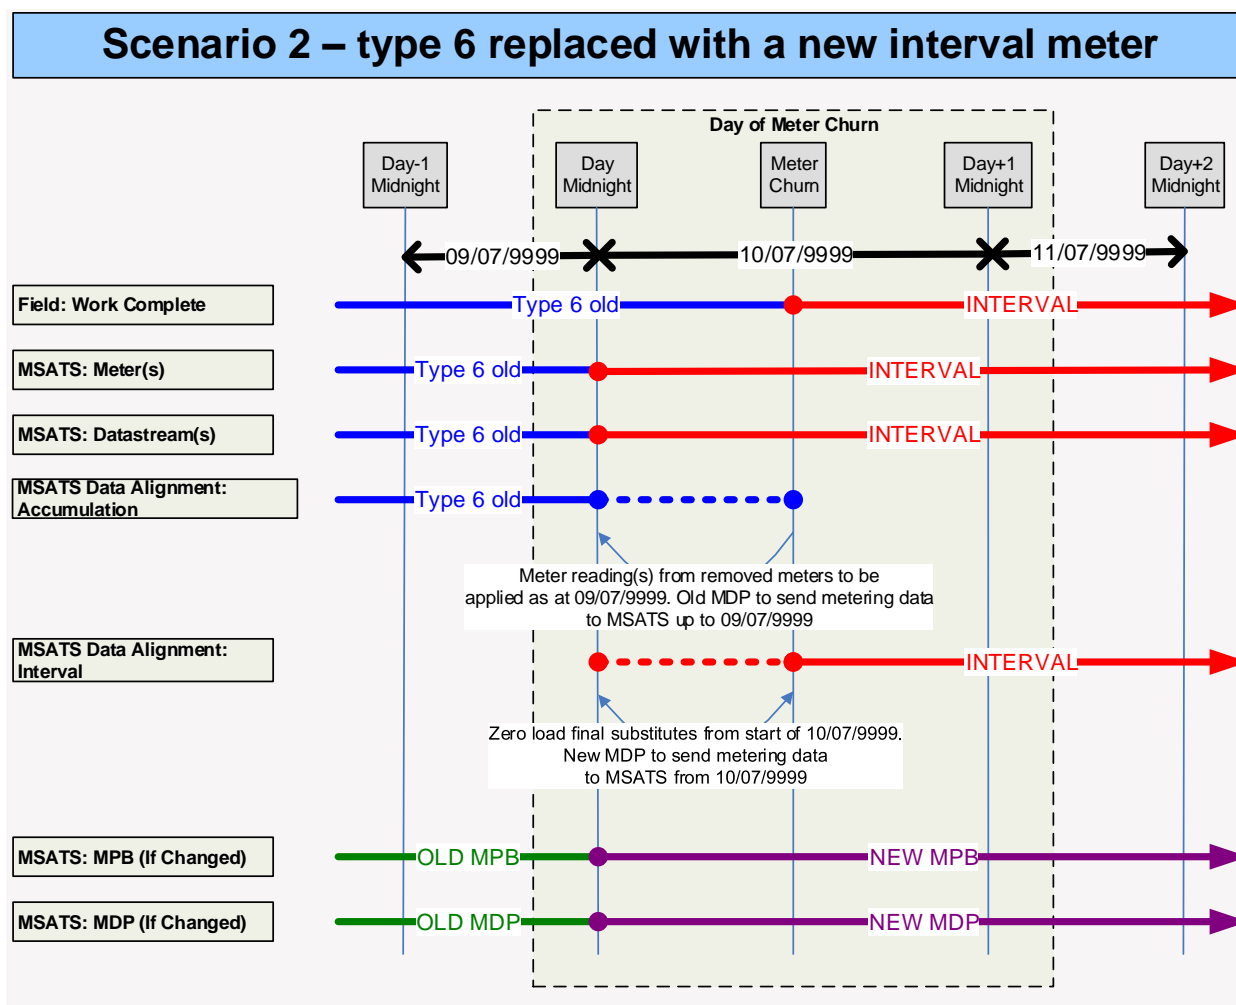 Scenario 2 – type 6 replaced with a new interval meter
Day of Meter Churn
Day-1
Midnight
Day
Midnight
Meter
Churn
Day+1
Midnight
Day+2
Midnight
09/07/9999
10/07/9999
11/07/9999
Field: Work Complete
Type 6 old
INTERVAL
MSATS: Meter(s)
Type 6 old
INTERVAL
MSATS: Datastream(s)
Type 6 old
INTERVAL
MSATS Data Alignment:
Accumulation
Type 6 old
Meter reading(s) from removed meters to be
applied as at 09/07/9999. Old MDP to send metering data
to MSATS up to 09/07/9999
MSATS Data Alignment:
Interval
INTERVAL
Zero load final substitutes from start of 10/07/9999.
New MDP to send metering data
to MSATS from 10/07/9999
MSATS: MPB (If Changed)
OLD MPB
NEW MPB
MSATS: MDP (If Changed)
OLD MDP
NEW MDP